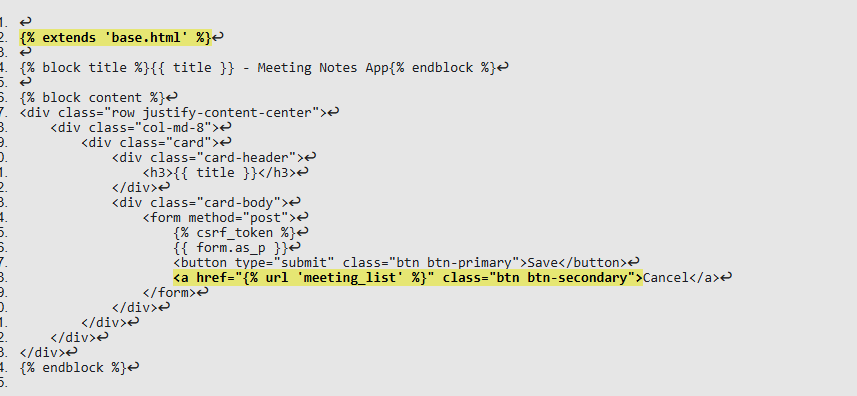 1. ↩
2. {% extends 'base.html' %}↩
3. ↩
4. {% block title %}{{ title }} - Meeting Notes App{% endblock %}↩
5. ↩
6. {% block content %}↩
7. <div class="row justify-content-center">↩
8. <div class="col-md-8">↩
9. <div class="card">↩
0. <div class="card-header">↩
1. <h3>{{ title }}</h3>↩
2. </div>↩
3. <div class="card-body">↩
4. <form method="post">↩
5. {% csrf_token %}↩
6. {{ form.as_p }}↩
7. <button type="submit" class="btn btn-primary">Save</button>↩
8. <a href="{% url 'meeting_list' %}" class="btn btn-secondary">Cancel</a>↩
9. </form>↩
0. </div>↩
1. </div>↩
2. </div>↩
3. </div>↩
4. {% endblock %}↩
5.